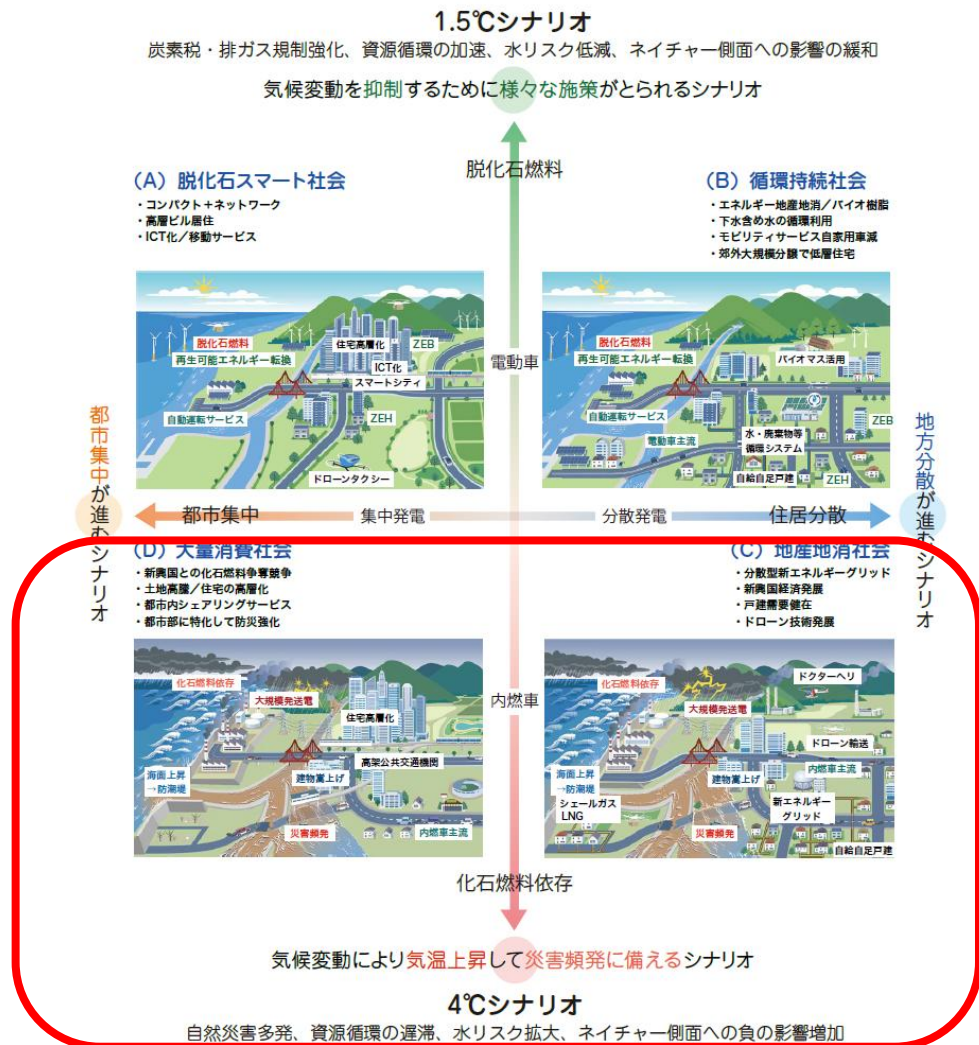 1.5℃シナリオ
炭素税・排ガス規制強化、資源循環の加速、水リスク低減、ネイチャー側面への影響の緩和
気候変動を抑制するために様々な施策がとられるシナリオ
脱化石燃料
(A) 脱化石スマート社会
・コンパクト+ネットワーク
・高層ビル居住
・ICT化/移動サービス
(B) 循環持続社会
・エネルギー地産地消/バイオ樹脂
・下水含め水の循環利用
・モビリティサービス自家用車減
・郊外大規模分譲で低層住宅
脱化石燃料
再生可能エネルギー転換
住宅高層化
ZEB
ICT化
スマートシティ
自動運転サービス
ZEH
ドローンタクシー
電動車
脱化石燃料
再生可能エネルギー転換
バイオマス活用
自動運転サービス
電動車主流
水・廃棄物等
循環システム
ZEB
自給自足戸建
ZEH
都市集中が進むシナリオ
都市集中
集中発電
分散発電
住居分散
地方分散が進むシナリオ
(D) 大量消費社会
・新興国との化石燃料争奪競争
・土地高騰/住宅の高層化
・都市内シェアリングサービス
・都市部に特化して防災強化
(C) 地産地消社会
・分散型新エネルギーグリッド
・新興国経済発展
・戸建需要健在
・ドローン技術発展
化石燃料依存
大規模発送電
住宅高層化
高架公共交通機関
海面上昇
→防潮堤
建物嵩上げ
災害頻発
内燃車主流
内燃車
化石燃料依存
ドクターヘリ
大規模発送電
ドローン輸送
内燃車主流
海面上昇
→防潮堤
建物嵩上げ
シェールガス
LNG
新エネルギー
グリッド
災害頻発
自給自足戸建
化石燃料依存
気候変動により気温上昇して災害頻発に備えるシナリオ
4℃シナリオ
自然災害多発、資源循環の遅滞、水リスク拡大、ネイチャー側面への負の影響増加